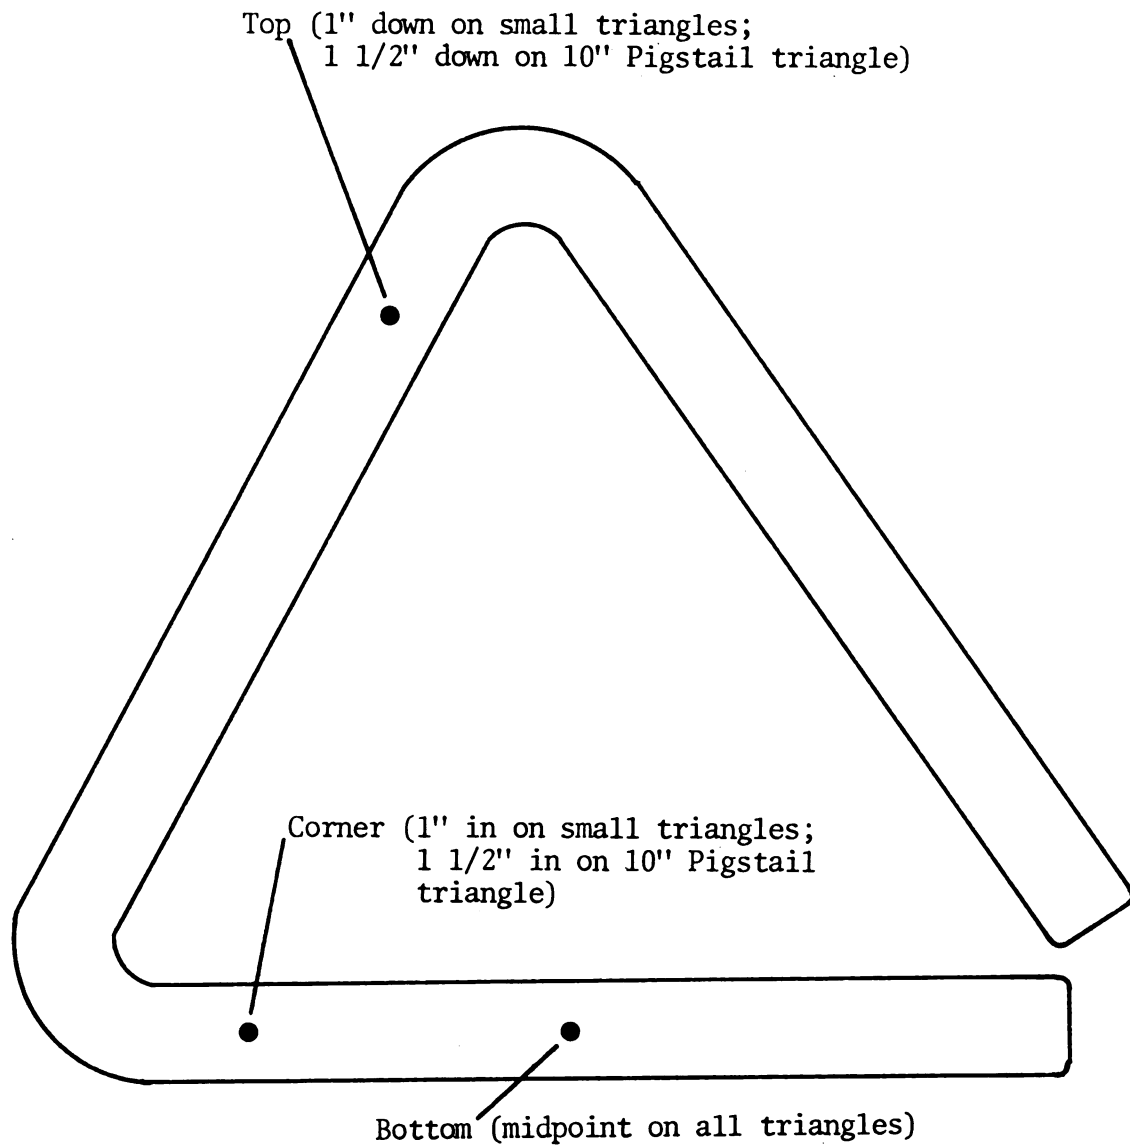 Top (1" down on small triangles;
1 1/2" down on 10" Pigstail triangle)
Corner (1" in on small triangles;
1 1/2" in on 10" Pigstail
triangle)
Bottom (midpoint on all triangles)